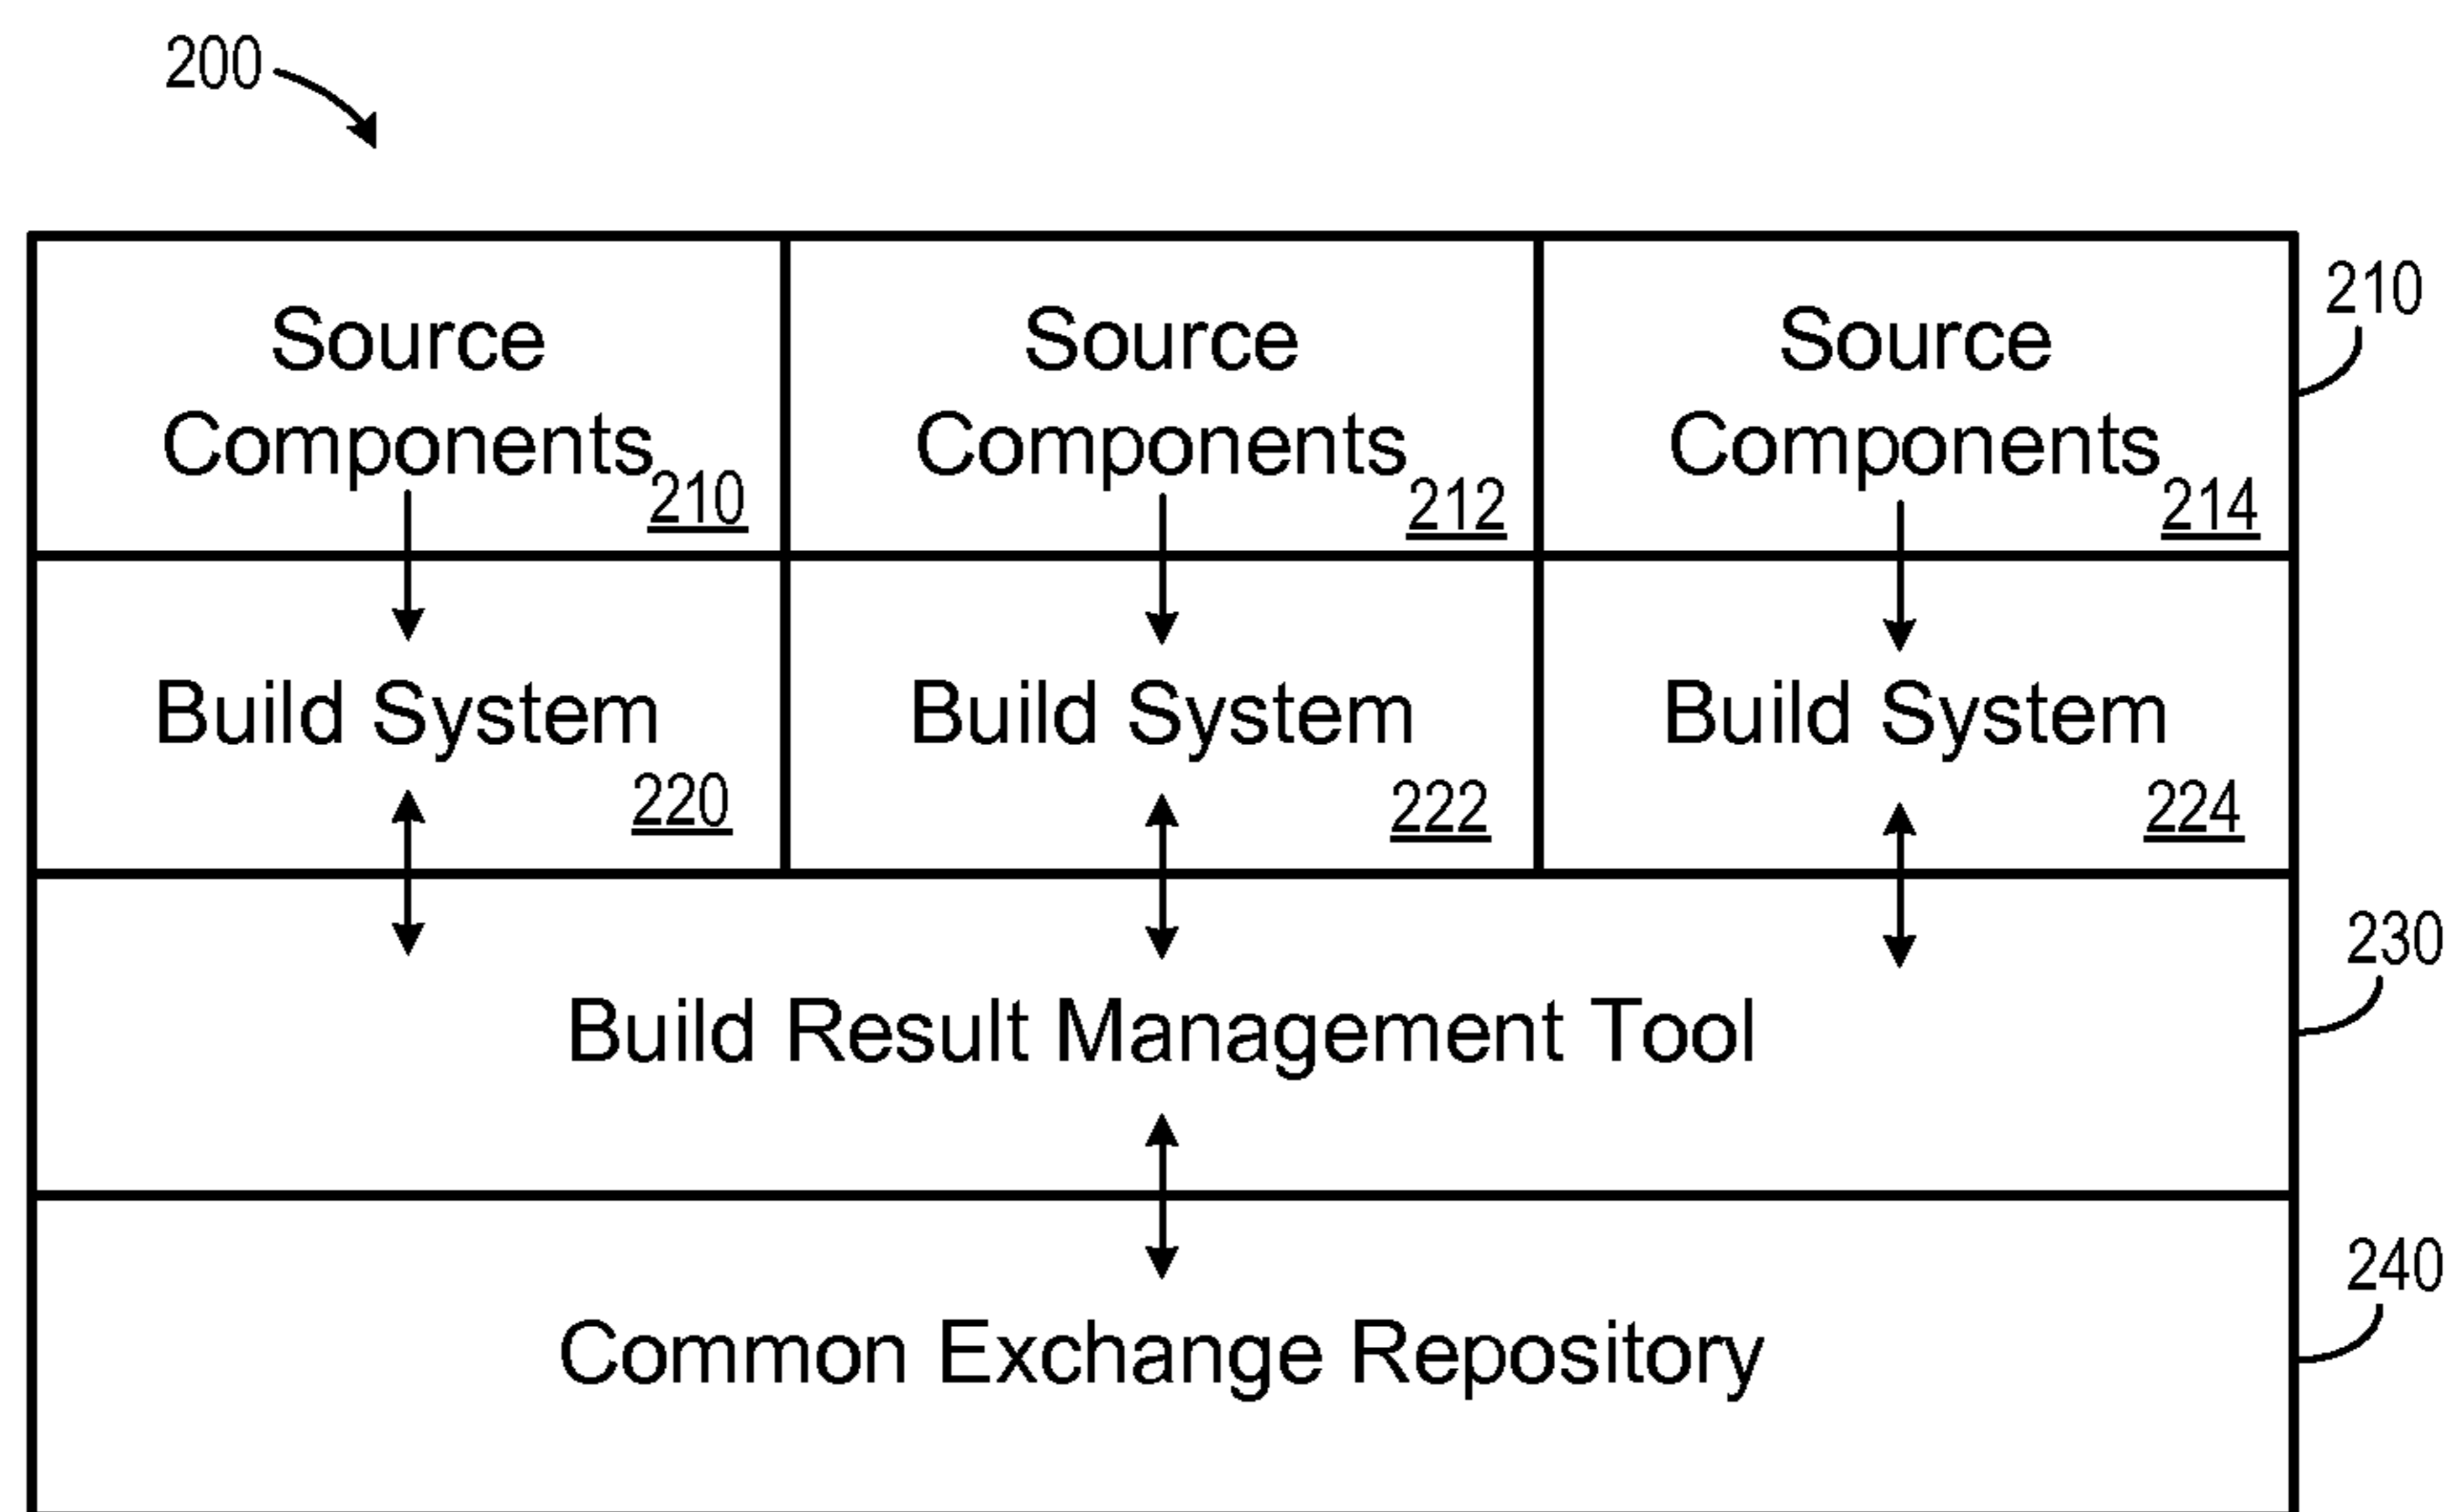 200
210
Source
Components
210
Source
Components
212
Source
Components
214
Build System
220
Build System
222
Build System
224
230
Build Result Management Tool
240
Common Exchange Repository